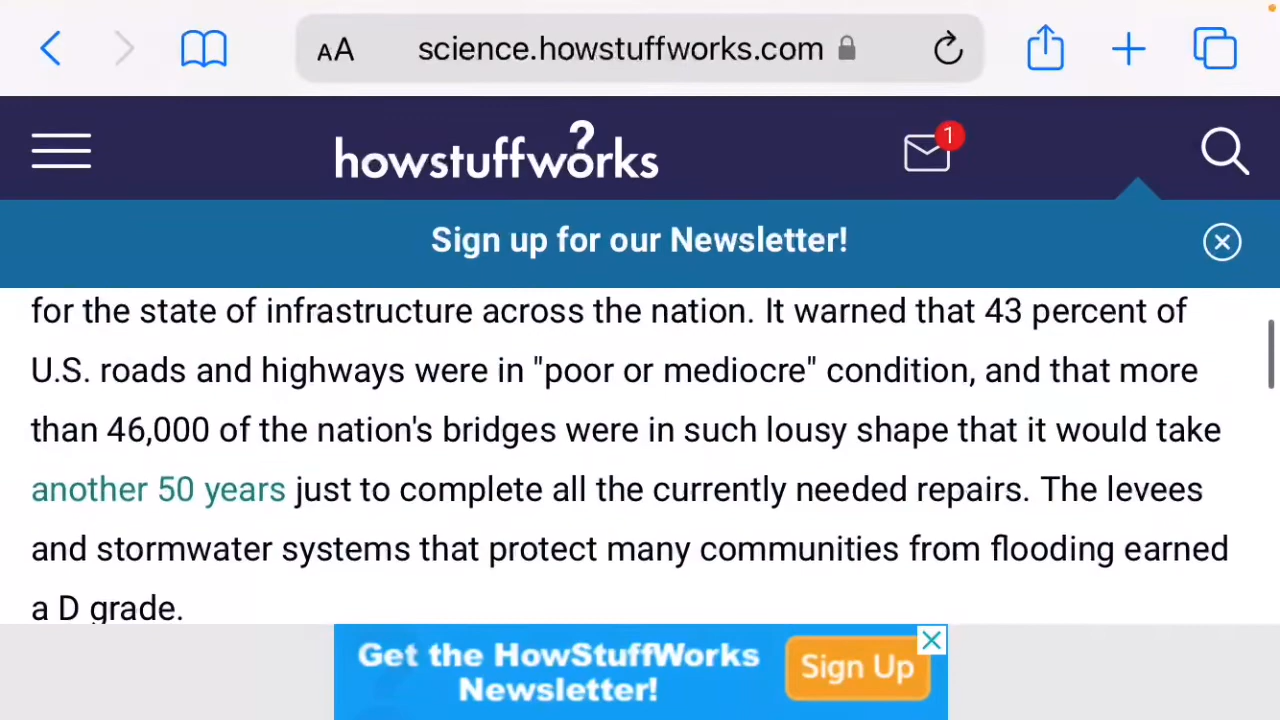 AA science.howstuffworks.com
howstuffworks
1
Sign up for our Newsletter!
for the state of infrastructure across the nation. It warned that 43 percent of
U.S. roads and highways were in "poor or mediocre" condition, and that more
than 46,000 of the nation's bridges were in such lousy shape that it would take
another 50 years just to complete all the currently needed repairs. The levees
and stormwater systems that protect many communities from flooding earned
a D grade.
Get the HowStuffWorks
Newsletter!
Sign Up